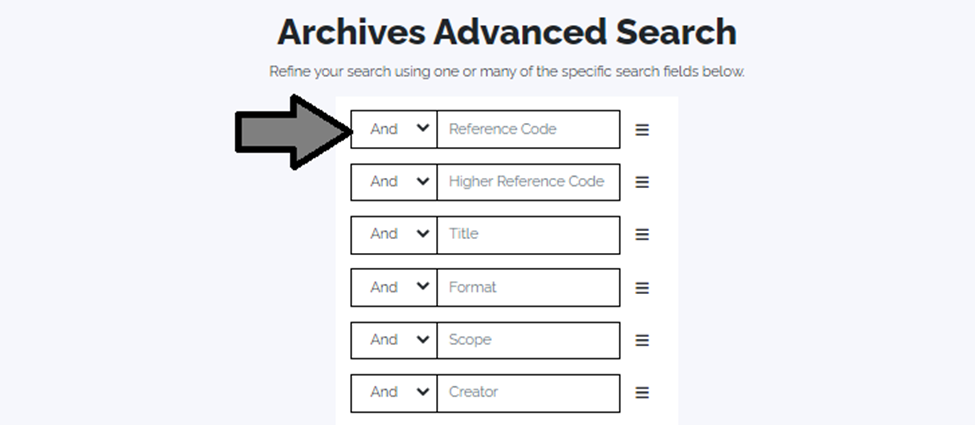 Archives Advanced Search
Refine your search using one or many of the specific search fields below.
And Reference Code
And Higher Reference Code
And Title
And Format
And Scope
And Creator